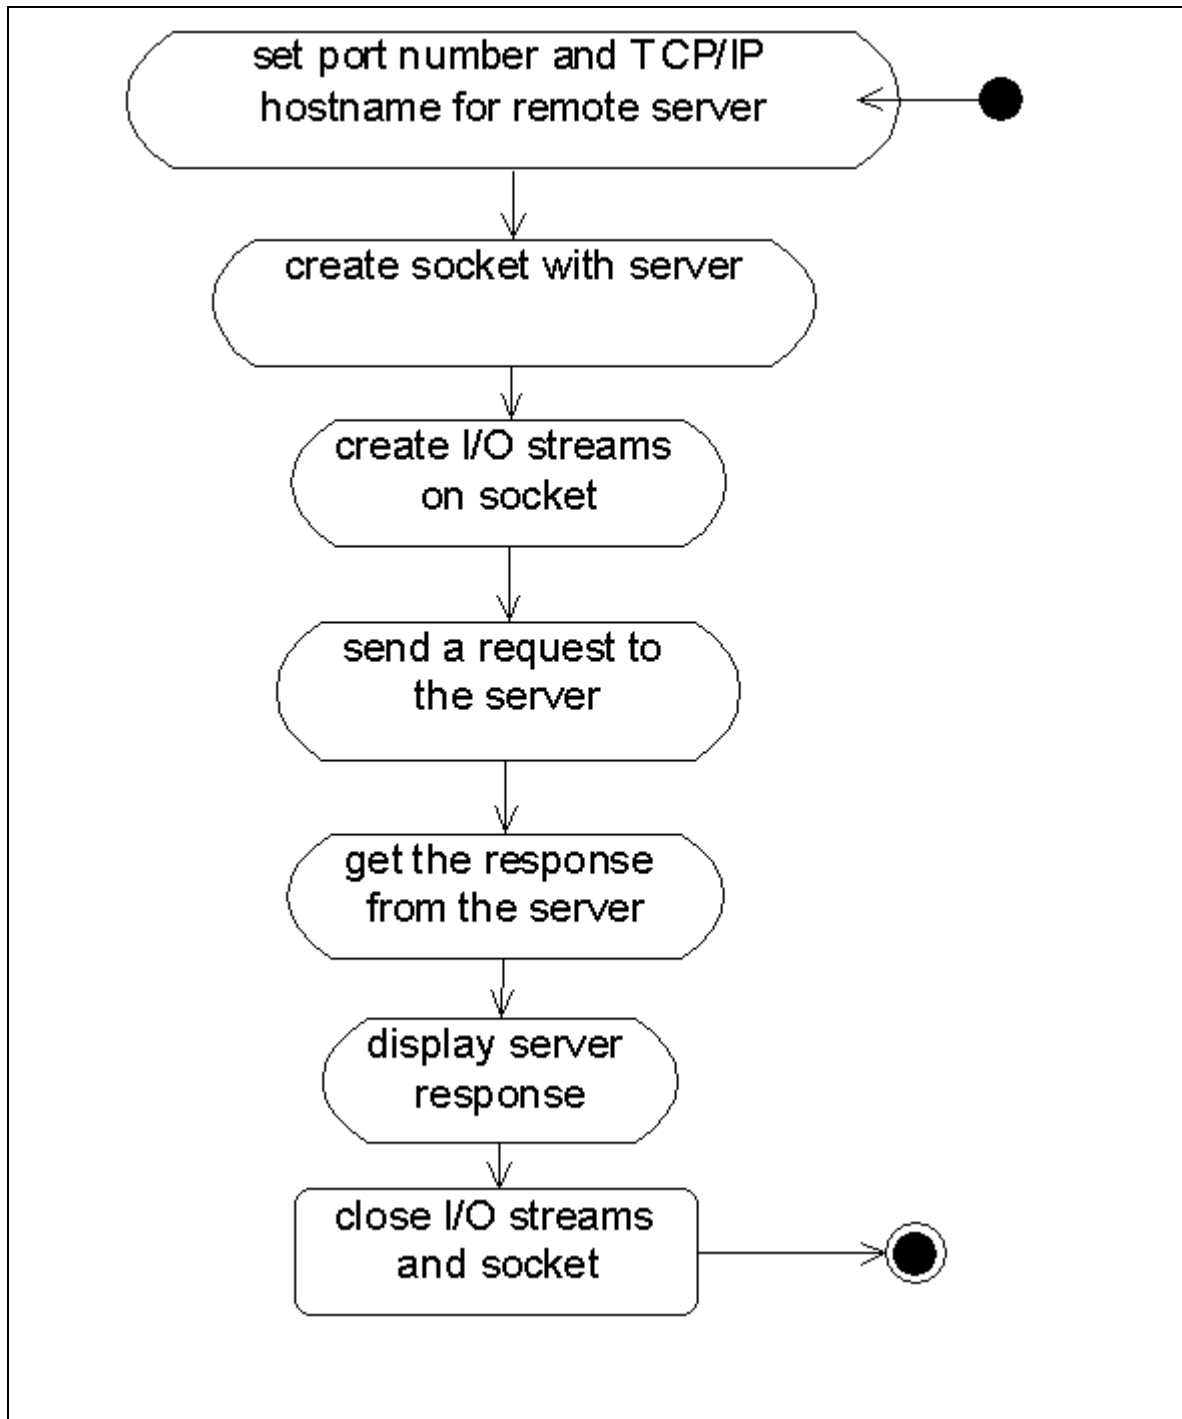 set port number and TCP/IP
hostname for remote server
create socket with server
create I/O streams
on socket
send a request to
the server
get the response
from the server
display server
response
close I/O streams
and socket